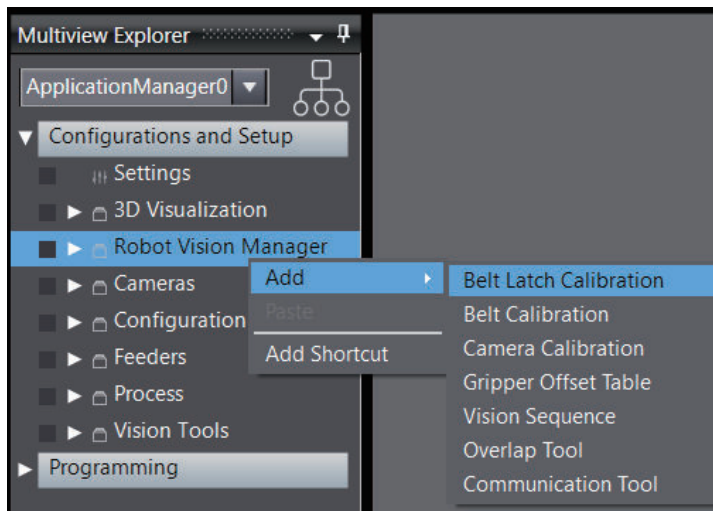 Multiview Explorer
ApplicationManager0
Configurations and Setup
Settings
3D Visualization
Robot Vision Manager
Cameras
Configuration
Feeders
Process
Vision Tools
Programming
Add
Paste
Add Shortcut
Belt Latch Calibration
Belt Calibration
Camera Calibration
Gripper Offset Table
Vision Sequence
Overlap Tool
Communication Tool